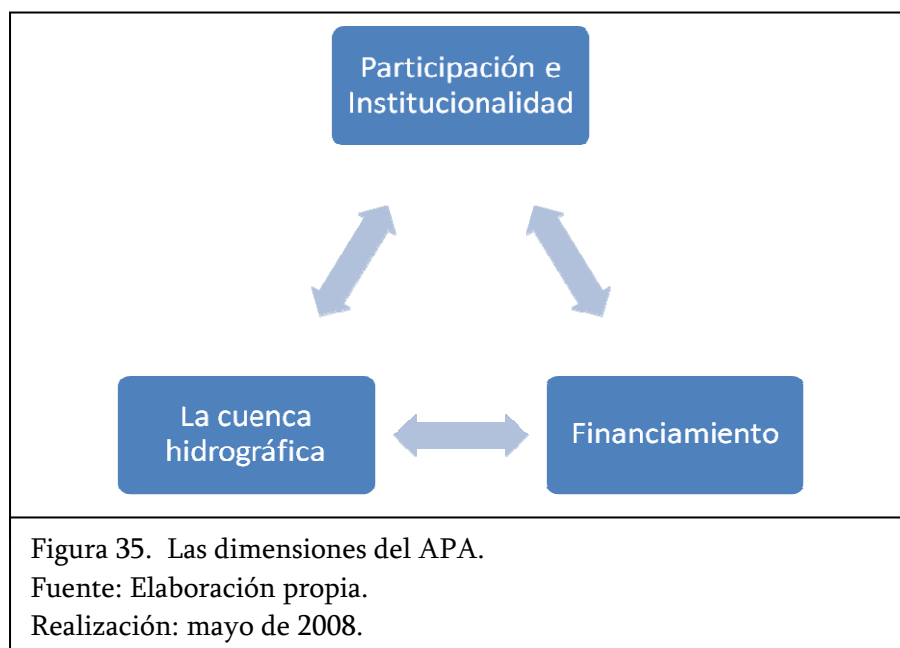 Participación e
Institucionalidad
La cuenca
hidrográfica
Financiamiento
Figura 35. Las dimensiones del APA.
Fuente: Elaboración propia.
Realización: mayo de 2008.